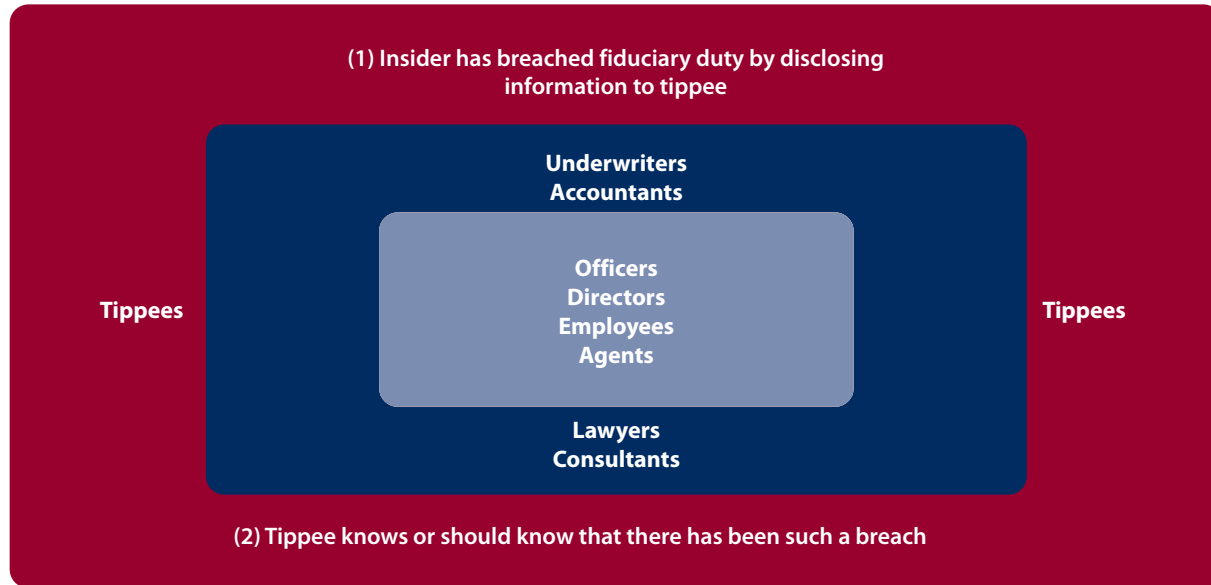 (1) Insider has breached fiduciary duty by disclosing
information to tippee
Underwriters
Accountants
Officers
Directors
Employees
Agents
Tippees
Tippees
Lawyers
Consultants
(2) Tippee knows or should know that there has been such a breach